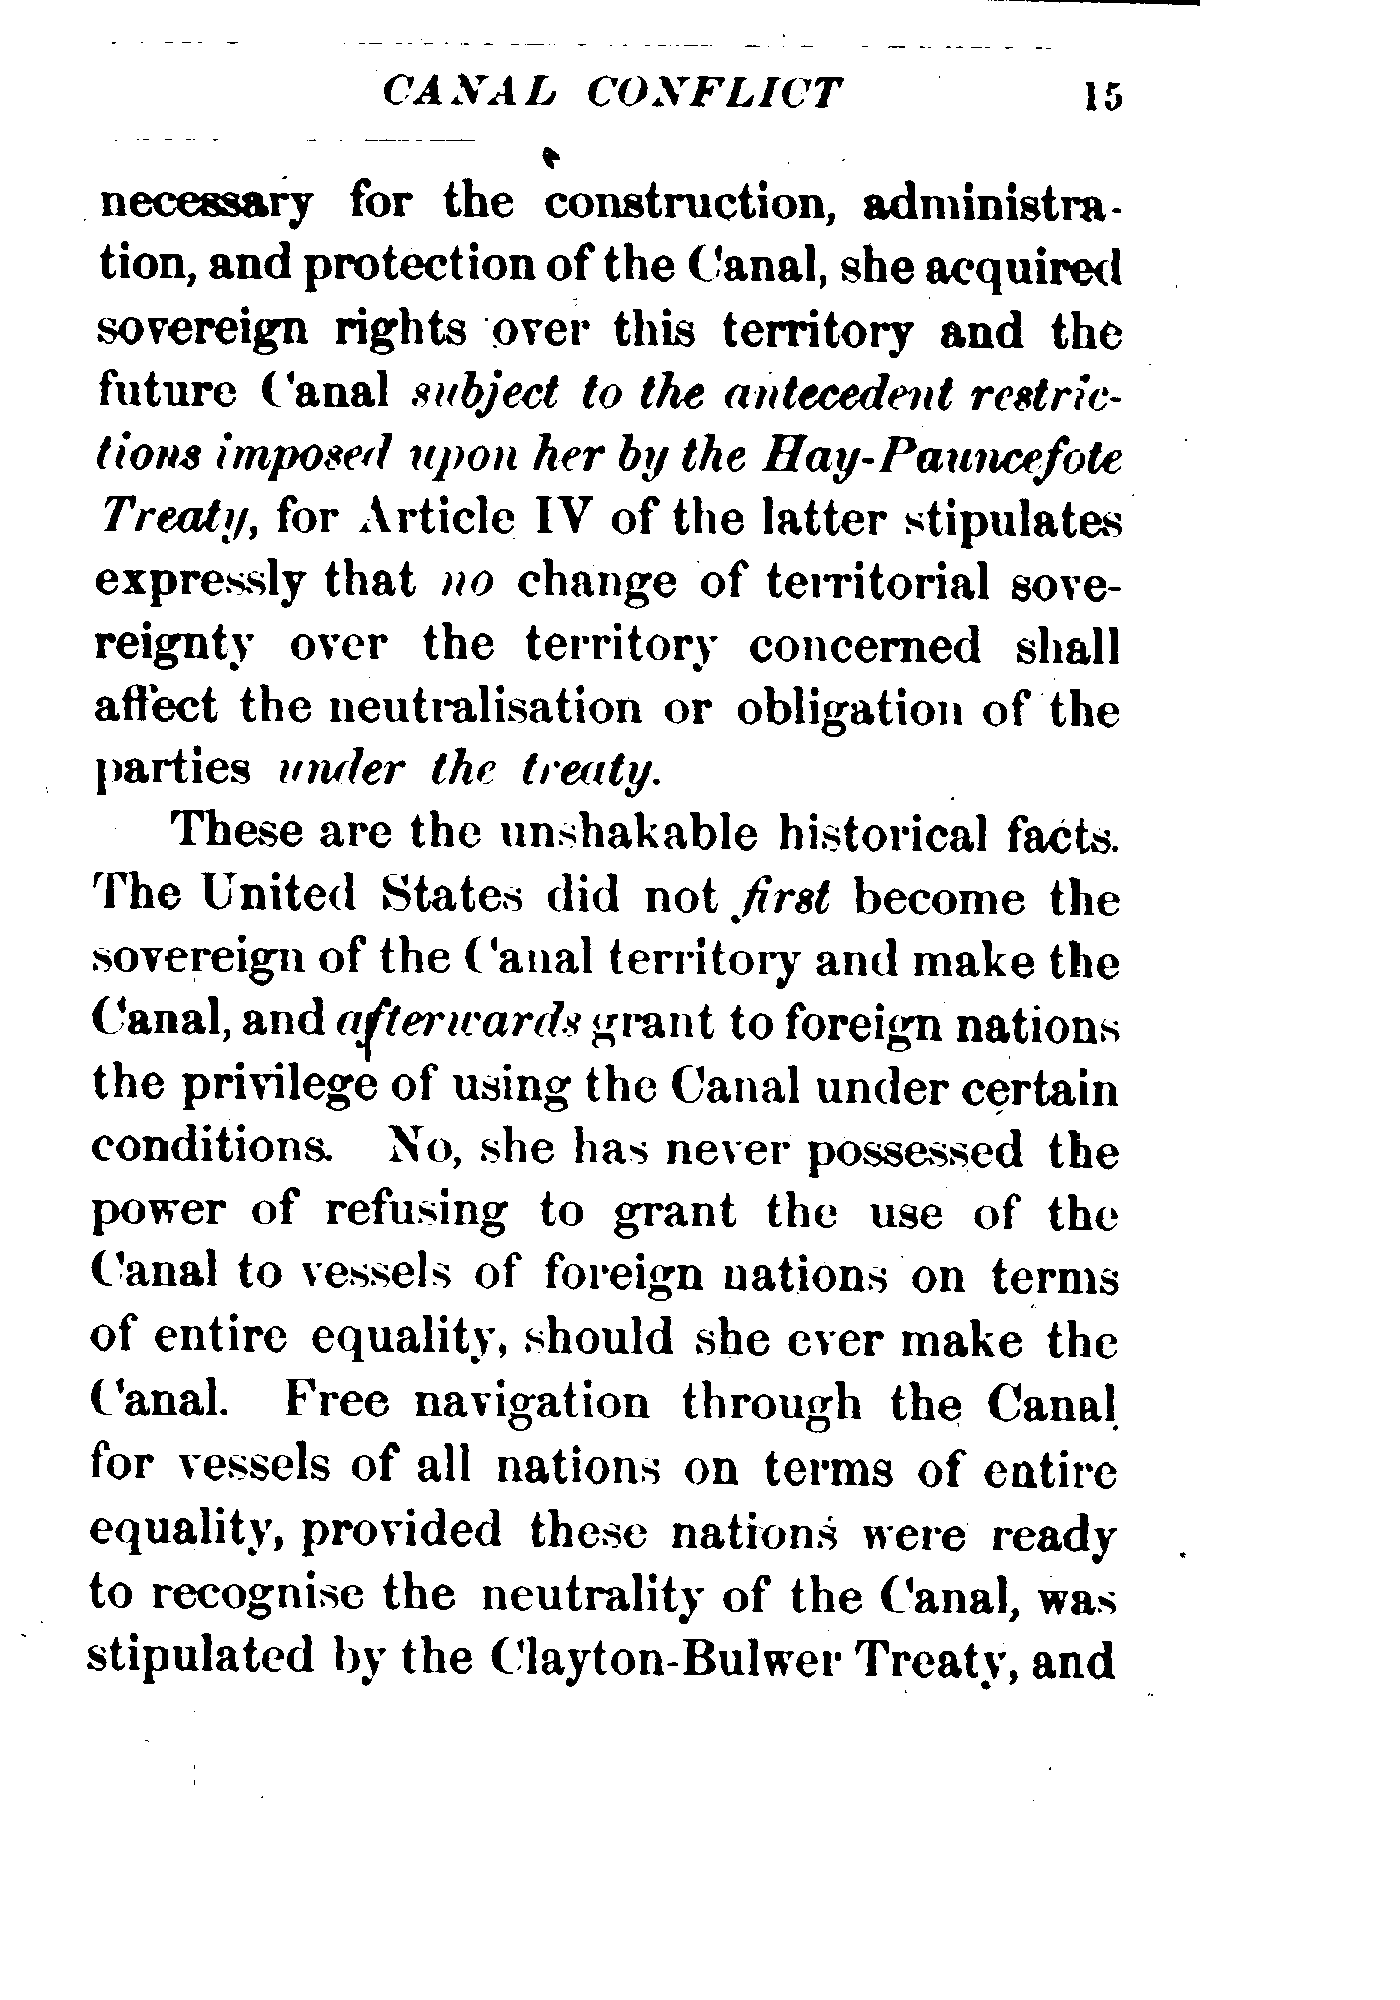 CANAL CONFLICT 15
necessary for the construction, administra-
tion, and protection of the Canal, she acquired
sovereign rights over this territory and the
future Canal subject to the antecedent restric-
tions imposed upon her by the Hay-Pauncefote
Treaty, for Article IV of the latter stipulates
expressly that no change of territorial sove-
reignty over the territory concerned shall
affect the neutralisation or obligation of the
parties under the treaty.
These are the unshakable historical facts.
The United States did not first become the
sovereign of the Canal territory and make the
Canal, and afterwards grant to foreign nations
the privilege of using the Canal under certain
conditions. No, she has never possessed the
power of refusing to grant the use of the
Canal to vessels of foreign nations on terms
of entire equality, should she ever make the
Canal. Free navigation through the Canal
for vessels of all nations on terms of entire
equality, provided these nations were ready
to recognise the neutrality of the Canal, was
stipulated by the Clayton-Bulwer Treaty, and